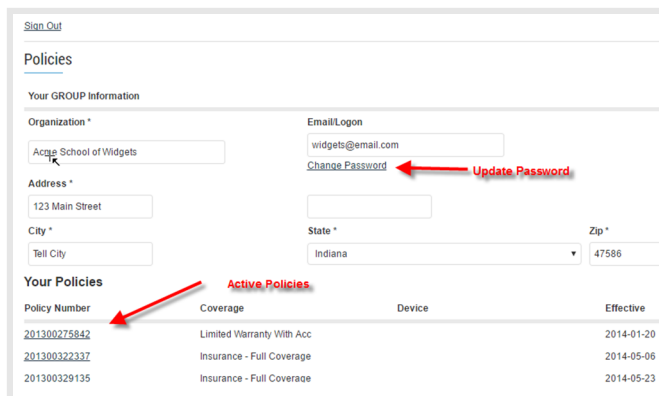 Sign Out
Policies
Your GROUP Information
Organization * Email/Logon
Acme School of Widgets widgets@email.com
Change Password Update Password
Address *
123 Main Street
City * State * Zip *
Tell City Indiana 47586
Your Policies Active Policies
Policy Number Coverage Device Effective
201300275842 Limited Warranty With Acc 2014-01-20
201300322337 Insurance - Full Coverage 2014-05-06
201300329135 Insurance - Full Coverage 2014-05-23